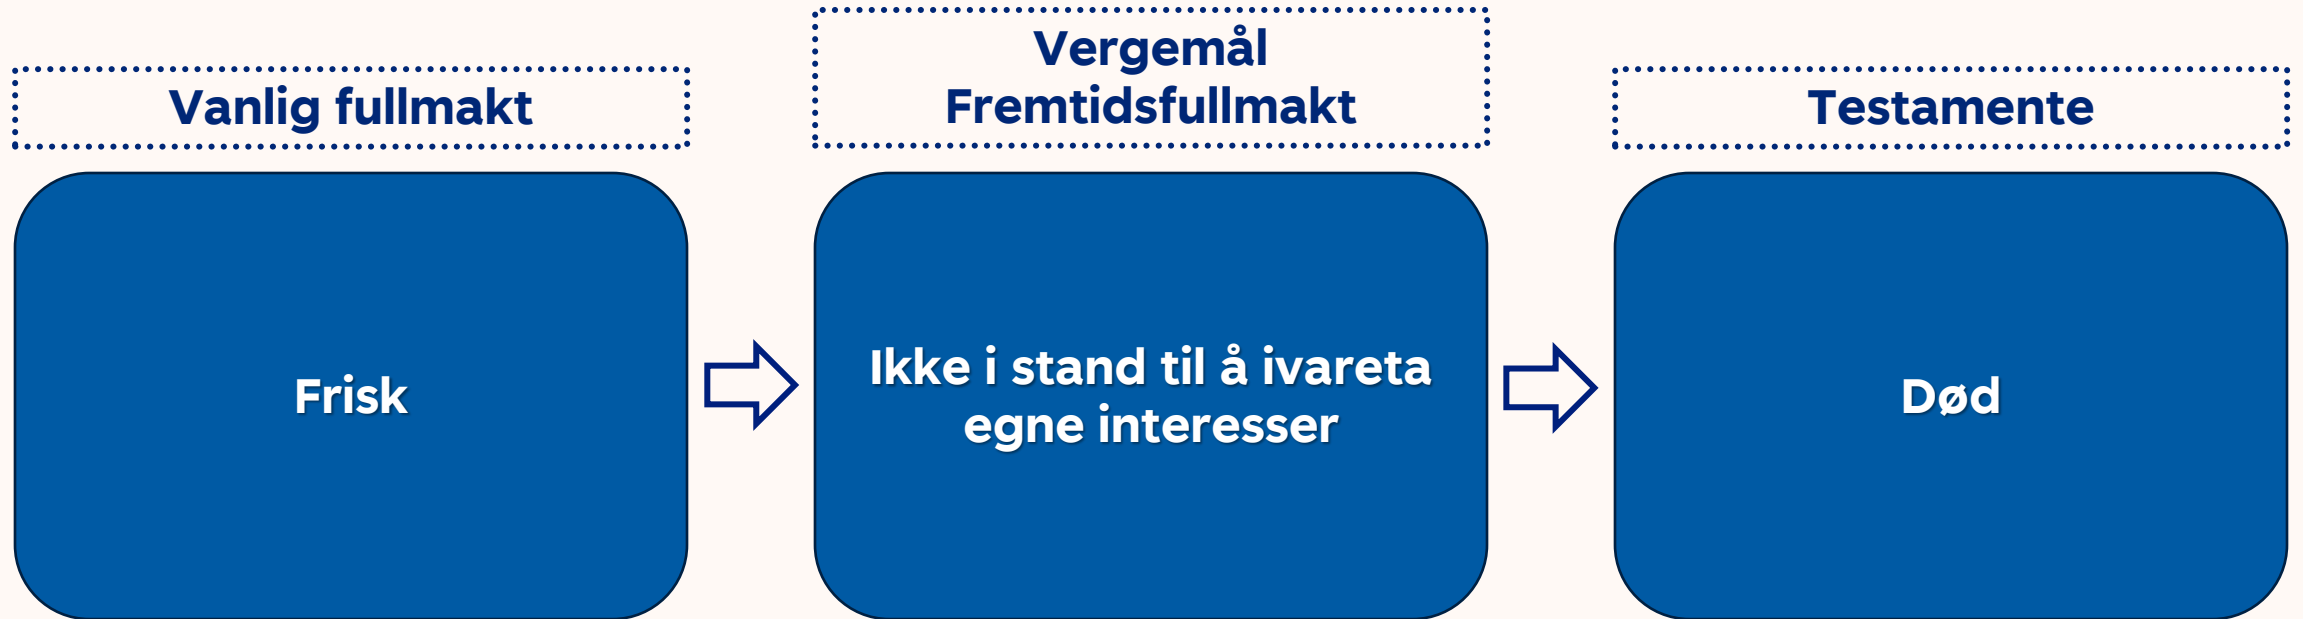 Vanlig fullmakt
Vergemål
Fremtidsfullmakt
Testamente
Frisk
Ikke i stand til å ivareta
egne interesser
Død